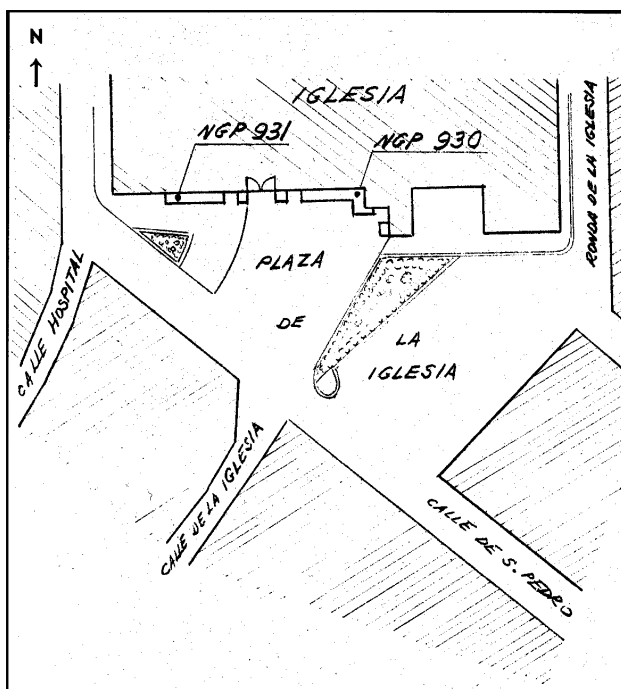 N
IGLESIA
NGP 931
NGP 930
RONDA DE LA IGLESIA
PLAZA
DE
LA
IGLESIA
CALLE HOSPITAL
CALLE DE LA IGLESIA
CALLE DE S. PEDRO